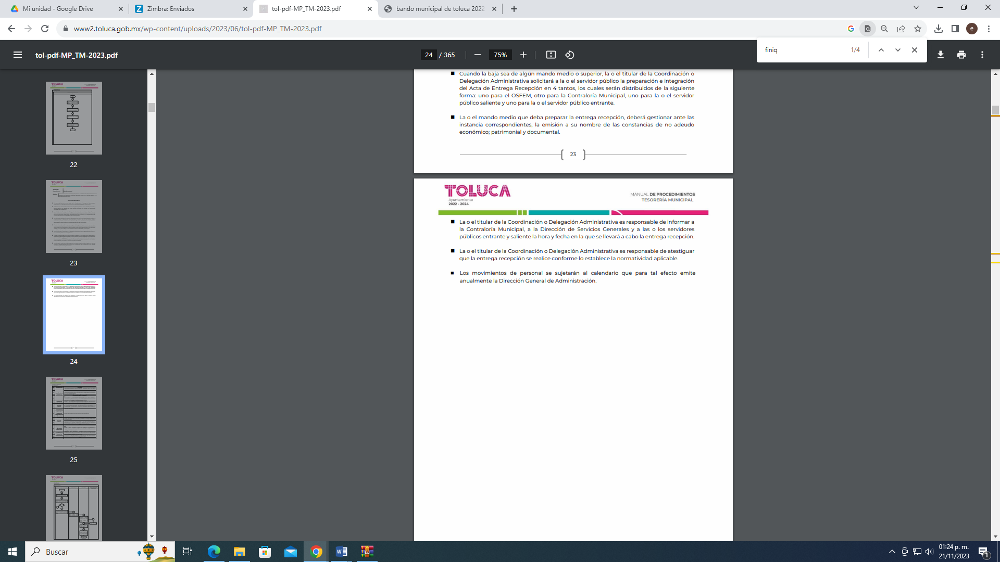 Mi unidad - Google Drive
Zimbra: Enviados
tol-pdf-MP_TM-2023.pdf
bando municipal de toluca 2022
www2.toluca.gob.mx/wp-content/uploads/2023/06/tol-pdf-MP_TM-2023.pdf
e
tol-pdf-MP_TM-2023.pdf
24 / 365
75%
finiq
1/4
TOLUCA
22
TOLUCA
23
24
TOLUCA
25
TOLUCA
Cuando la baja sea de algún mando medio o superior, la o el titular de la Coordinación o
Delegación Administrativa solicitará a la o el servidor público la preparación e integración
del Acta de Entrega Recepción en 4 tantos, los cuales serán distribuidos de la siguiente
forma: uno para el OSFEM, otro para la Contraloría Municipal, uno para la o el servidor
público saliente y uno para la o el servidor público entrante.
La o el mando medio que deba preparar la entrega recepción, deberá gestionar ante las
instancia correspondientes, la emisión a su nombre de las constancias de no adeudo
económico; patrimonial y documental.
23
TOLUCA
Ayuntamiento
2022 - 2024
MANUAL DE PROCEDIMIENTOS
TESORERÍA MUNICIPAL
La o el titular de la Coordinación o Delegación Administrativa es responsable de informar a
la Contraloría Municipal, a la Dirección de Servicios Generales y a las o los servidores
públicos entrante y saliente la hora y fecha en la que se llevará a cabo la entrega recepción.
La o el titular de la Coordinación o Delegación Administrativa es responsable de atestiguar
que la entrega recepción se realice conforme lo establece la normatividad aplicable.
Los movimientos de personal se sujetarán al calendario que para tal efecto emite
anualmente la Dirección General de Administración.
Buscar
01:24 p. m.
21/11/2023
1